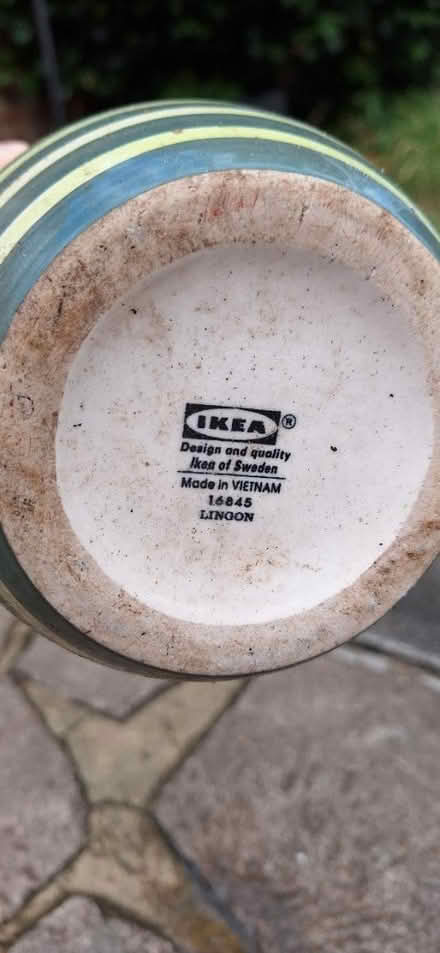 IKEA®
Design and quality
Ikea of Sweden
Made in VIETNAM
16845
LINGON